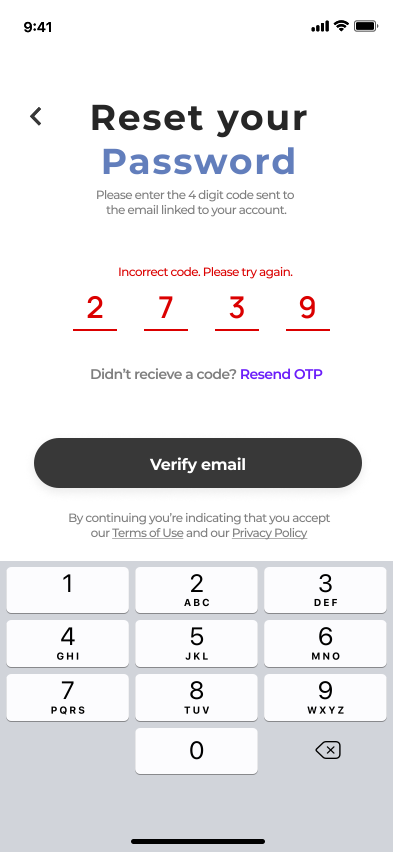 9:41
Reset your
Password
Please enter the 4 digit code sent to
the email linked to your account.
Incorrect code. Please try again.
2 7 3 9
Didn’t recieve a code? Resend OTP
Verify email
By continuing you’re indicating that you accept
our Terms of Use and our Privacy Policy
1 2 3
ABC DEF
4 5 6
GHI JKL MNO
7 8 9
PQRS TUV WXYZ
0